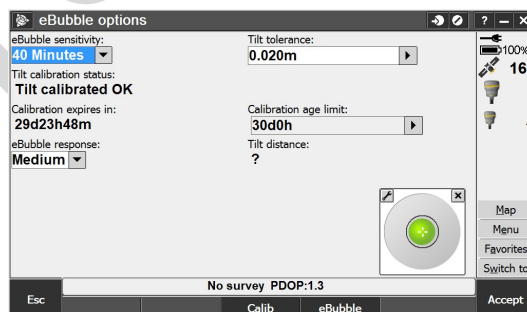 eBubble options
? – X
eBubble sensitivity:
Tilt tolerance:
40 Minutes
0.020m
100%
Tilt calibration status:
16
Tilt calibrated OK
Calibration expires in:
Calibration age limit:
29d23h48m
30d0h
eBubble response:
Tilt distance:
Medium
?
Map
Menu
Favorites
Switch to
No survey PDOP:1.3
Esc
Calib
eBubble
Accept